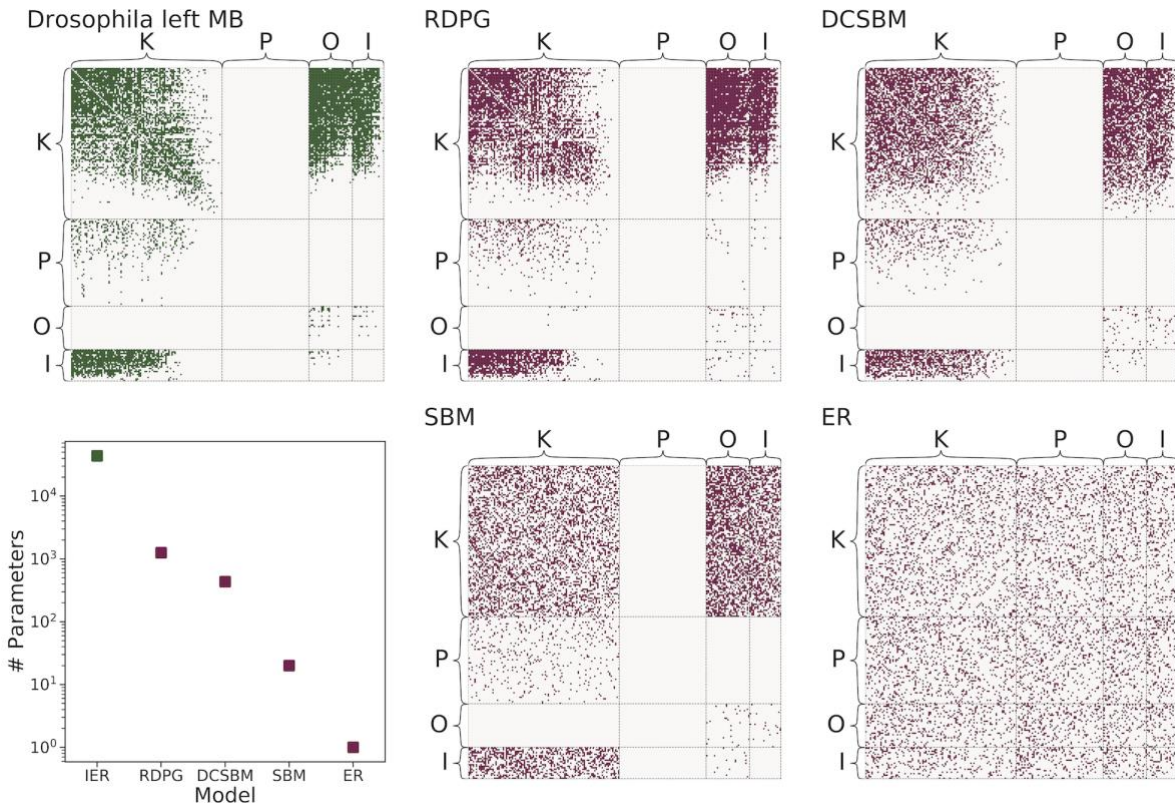 Drosophila left MB
K P O I
K
P
O
I
RDPG
K P O I
K
P
O
I
DCSBM
K P O I
K
P
O
I
# Parameters
10⁴
10³
10²
10¹
10⁰
IER RDPG DCSBM SBM ER
Model
SBM
K P O I
K
P
O
I
ER
K P O I
K
P
O
I